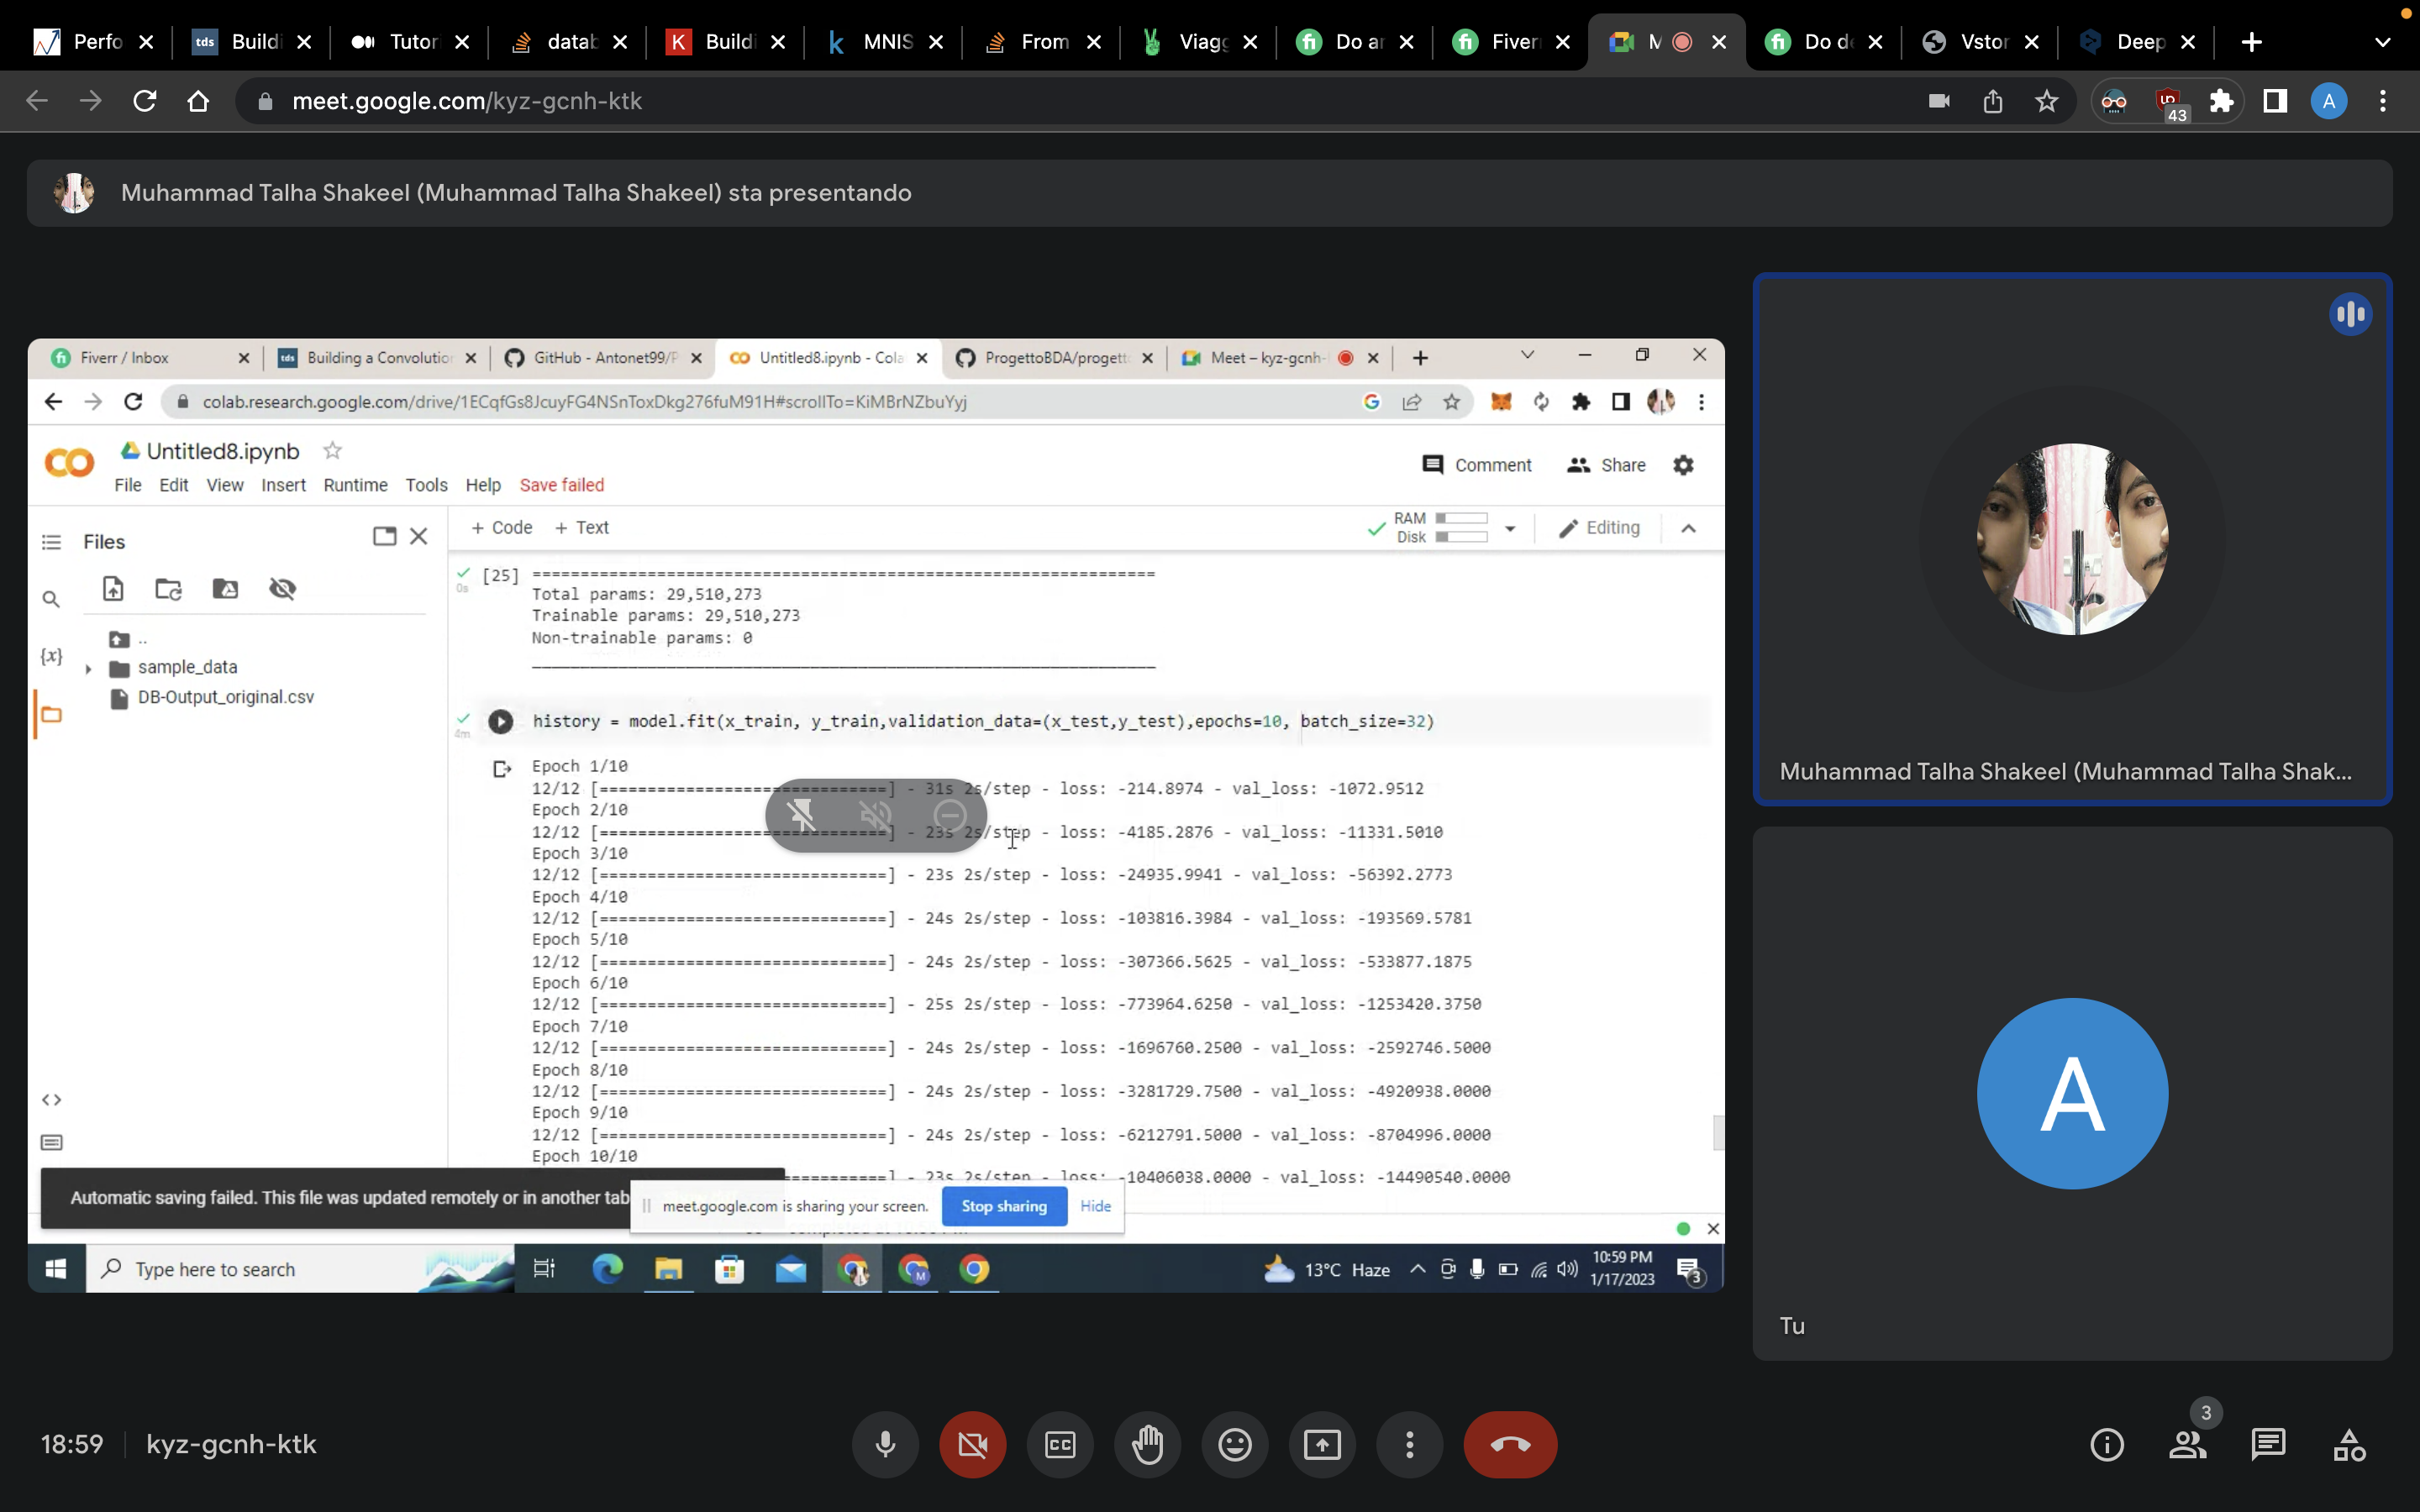 Perfo
tds Buildi
Tutor
datab
K Buildi
k MNIS
From
Viagg
fi Do ar
fi Fiver
M
fi Do de
Vstor
Deep
meet.google.com/kyz-gcnh-ktk
43
A
Muhammad Talha Shakeel (Muhammad Talha Shakeel) sta presentando
Fiverr / Inbox
tds Building a Convolution
GitHub - Antonet99/P
Untitled8.ipynb - Cola
ProgettoBDA/progett
Meet – kyz-gcnh-
colab.research.google.com/drive/1ECqfGs8JcuyFG4NSnToxDkg276fuM91H#scrollTo=KiMBrNZbuYyj
Untitled8.ipynb
File Edit View Insert Runtime Tools Help Save failed
Comment Share
Files
+ Code + Text
RAM
Disk
Editing
..
sample_data
DB-Output_original.csv
{x}
<>
0s
[25] =================================================================
Total params: 29,510,273
Trainable params: 29,510,273
Non-trainable params: 0
_________________________________________________________________
4m
history = model.fit(x_train, y_train,validation_data=(x_test,y_test),epochs=10, batch_size=32)
Epoch 1/10
12/12 [==============================] - 31s 2s/step - loss: -214.8974 - val_loss: -1072.9512
Epoch 2/10
12/12 [==============================] - 23s 2s/step - loss: -4185.2876 - val_loss: -11331.5010
Epoch 3/10
12/12 [==============================] - 23s 2s/step - loss: -24935.9941 - val_loss: -56392.2773
Epoch 4/10
12/12 [==============================] - 24s 2s/step - loss: -103816.3984 - val_loss: -193569.5781
Epoch 5/10
12/12 [==============================] - 24s 2s/step - loss: -307366.5625 - val_loss: -533877.1875
Epoch 6/10
12/12 [==============================] - 25s 2s/step - loss: -773964.6250 - val_loss: -1253420.3750
Epoch 7/10
12/12 [==============================] - 24s 2s/step - loss: -1696760.2500 - val_loss: -2592746.5000
Epoch 8/10
12/12 [==============================] - 24s 2s/step - loss: -3281729.7500 - val_loss: -4920938.0000
Epoch 9/10
12/12 [==============================] - 24s 2s/step - loss: -6212791.5000 - val_loss: -8704996.0000
Epoch 10/10
====] - 23s 2s/step - loss: -10406038.0000 - val_loss: -14490540.0000
Automatic saving failed. This file was updated remotely or in another tab
meet.google.com is sharing your screen. Stop sharing Hide
Type here to search
M
13°C Haze
10:59 PM
1/17/2023
3
Muhammad Talha Shakeel (Muhammad Talha Shak...
A
Tu
18:59 kyz-gcnh-ktk
CC
3